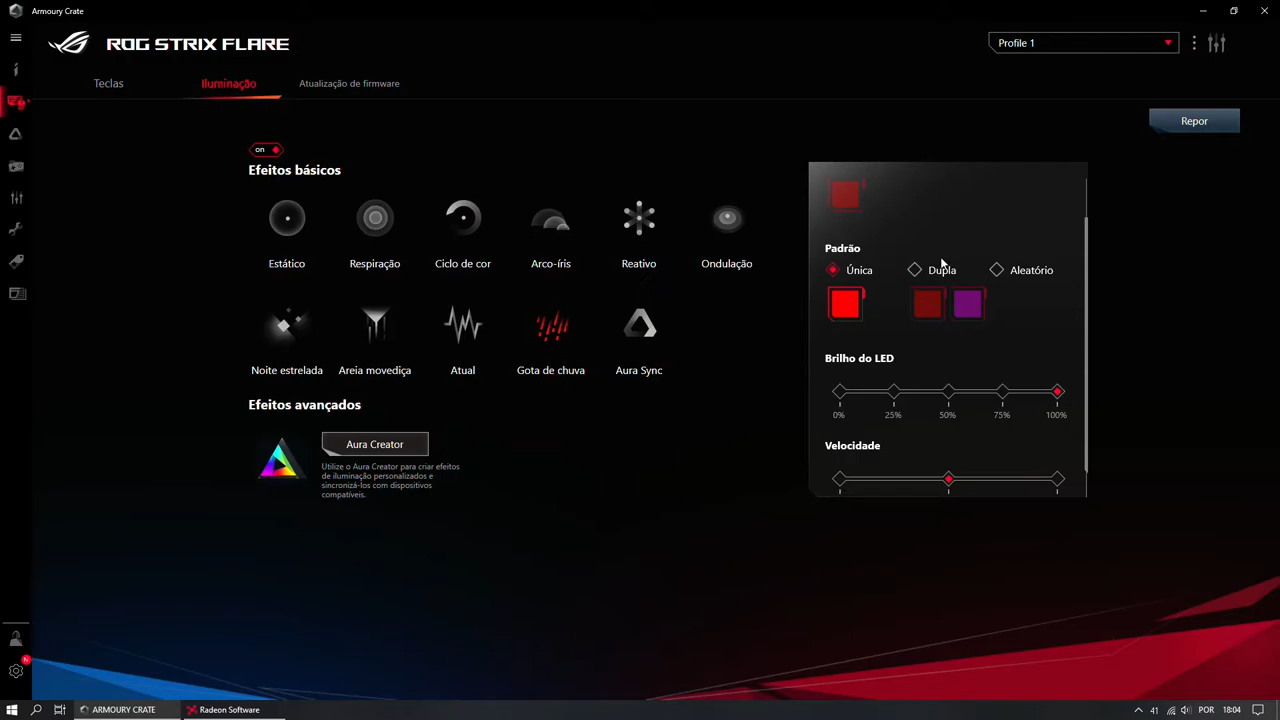 Armoury Crate
ROG STRIX FLARE
Profile 1
Teclas
Iluminação
Atualização de firmware
Repor
on
Efeitos básicos
Estático
Respiração
Ciclo de cor
Arco-íris
Reativo
Ondulação
Noite estrelada
Areia movediça
Atual
Gota de chuva
Aura Sync
Efeitos avançados
Aura Creator
Utilize o Aura Creator para criar efeitos
de iluminação personalizados e
sincronizá-los com dispositivos
compatíveis.
Padrão
Única
Dupla
Aleatório
Brilho do LED
0% 25% 50% 75% 100%
Velocidade
N
ARMOURY CRATE
Radeon Software
41
POR
18:04